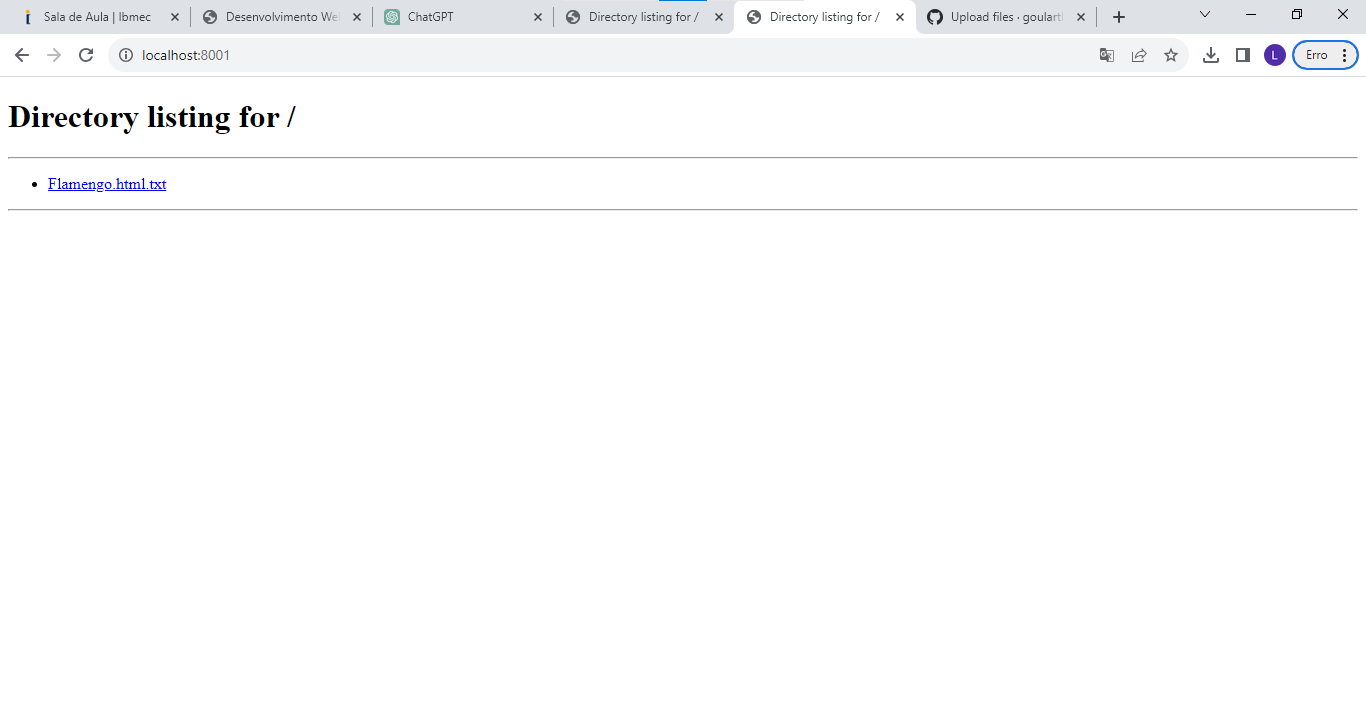 Sala de Aula | Ibmec
Desenvolvimento We
ChatGPT
Directory listing for /
Directory listing for /
Upload files · goulart
localhost:8001
L
Erro
Directory listing for /
Flamengo.html.txt